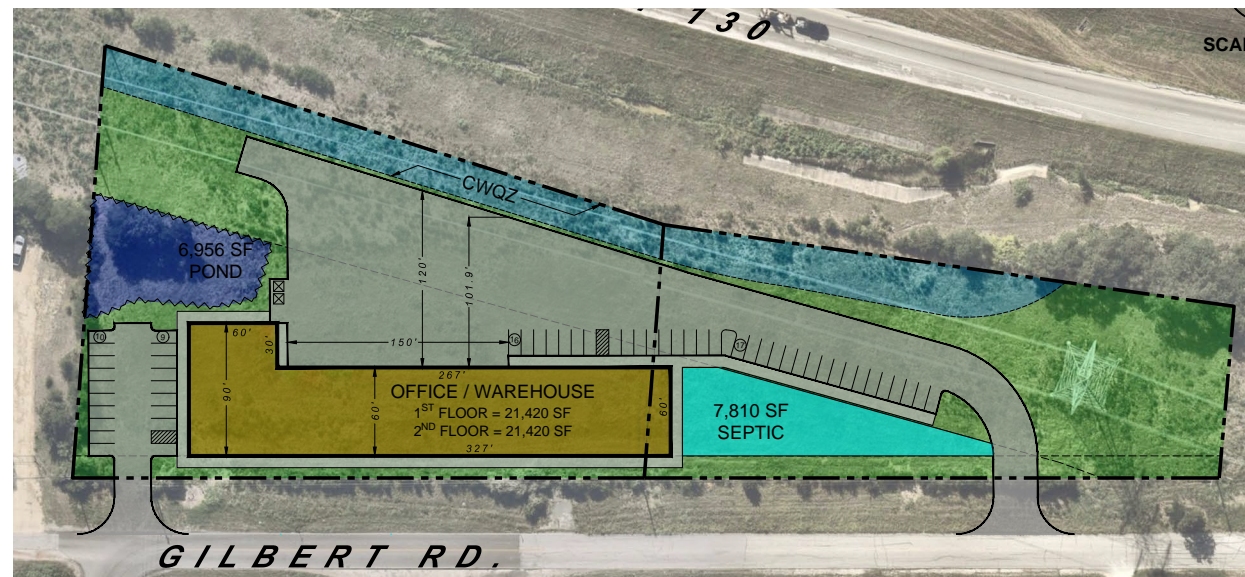 130
SCAL
CWQZ
6,956 SF
POND
120'
101.9'
10
9
60'
30'
150'
16
17
90'
267'
60'
OFFICE / WAREHOUSE
1ST FLOOR = 21,420 SF
2ND FLOOR = 21,420 SF
327'
60'
7,810 SF
SEPTIC
GILBERT RD.